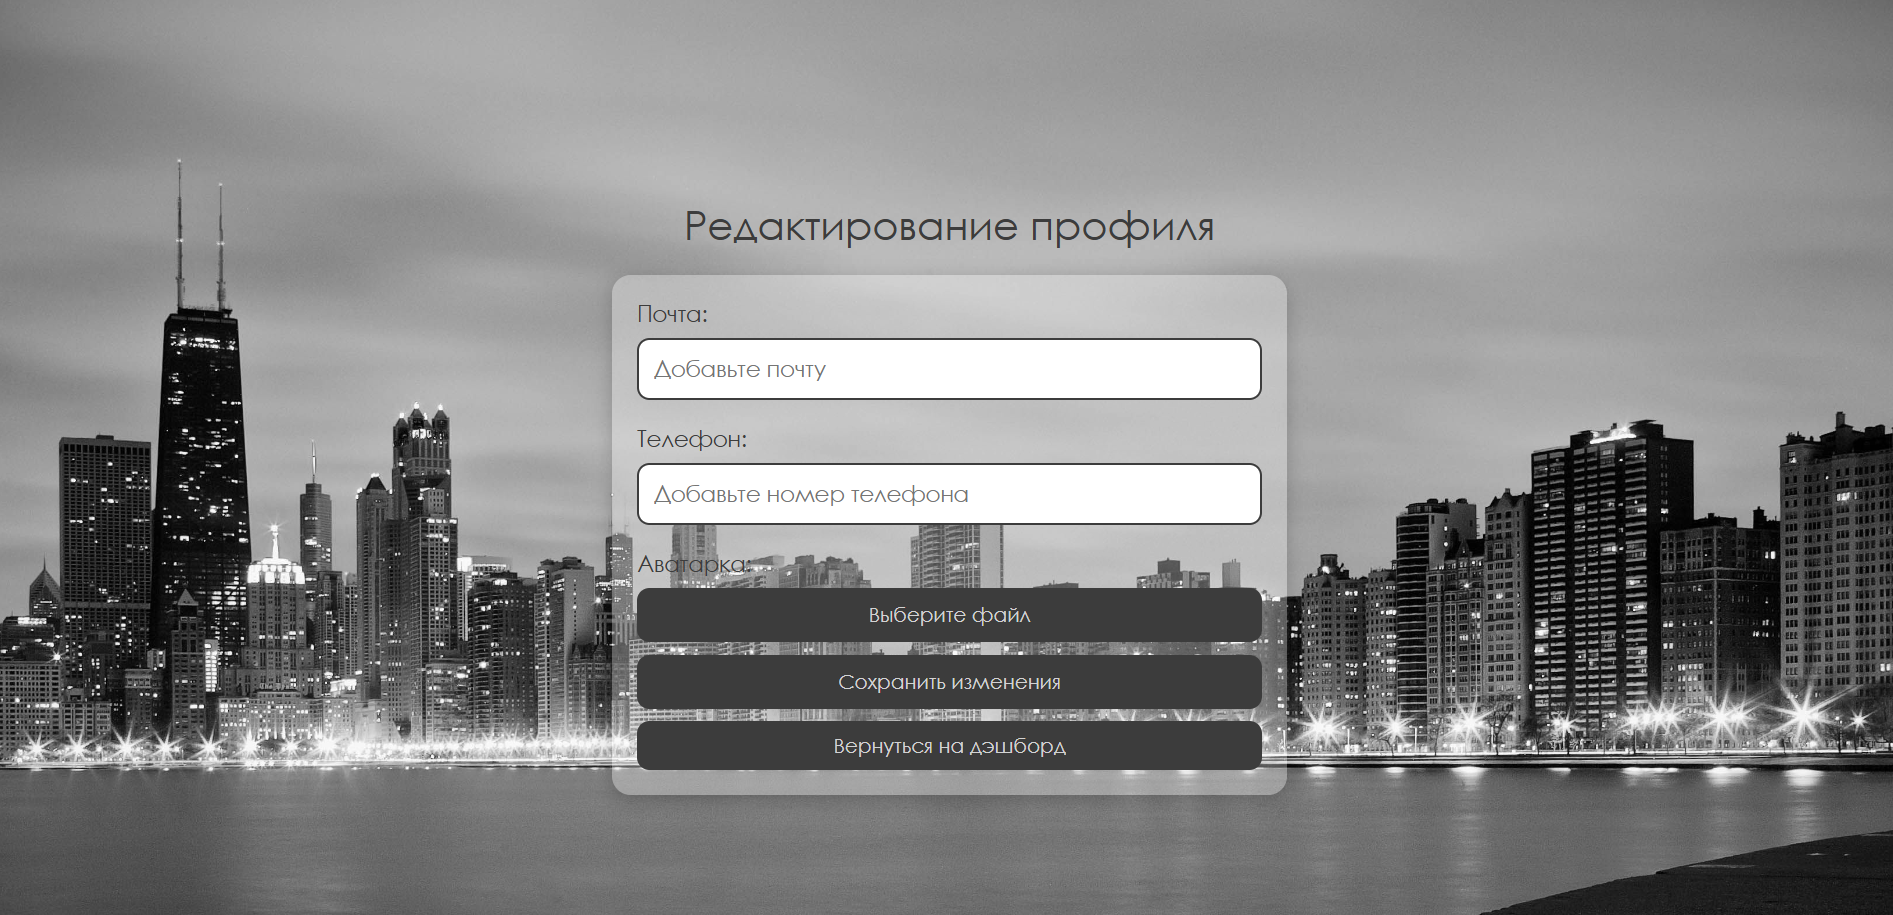 Редактирование профиля
Почта:
Добавьте почту
Телефон:
Добавьте номер телефона
Аватарка:
Выберите файл
Сохранить изменения
Вернуться на дэшборд